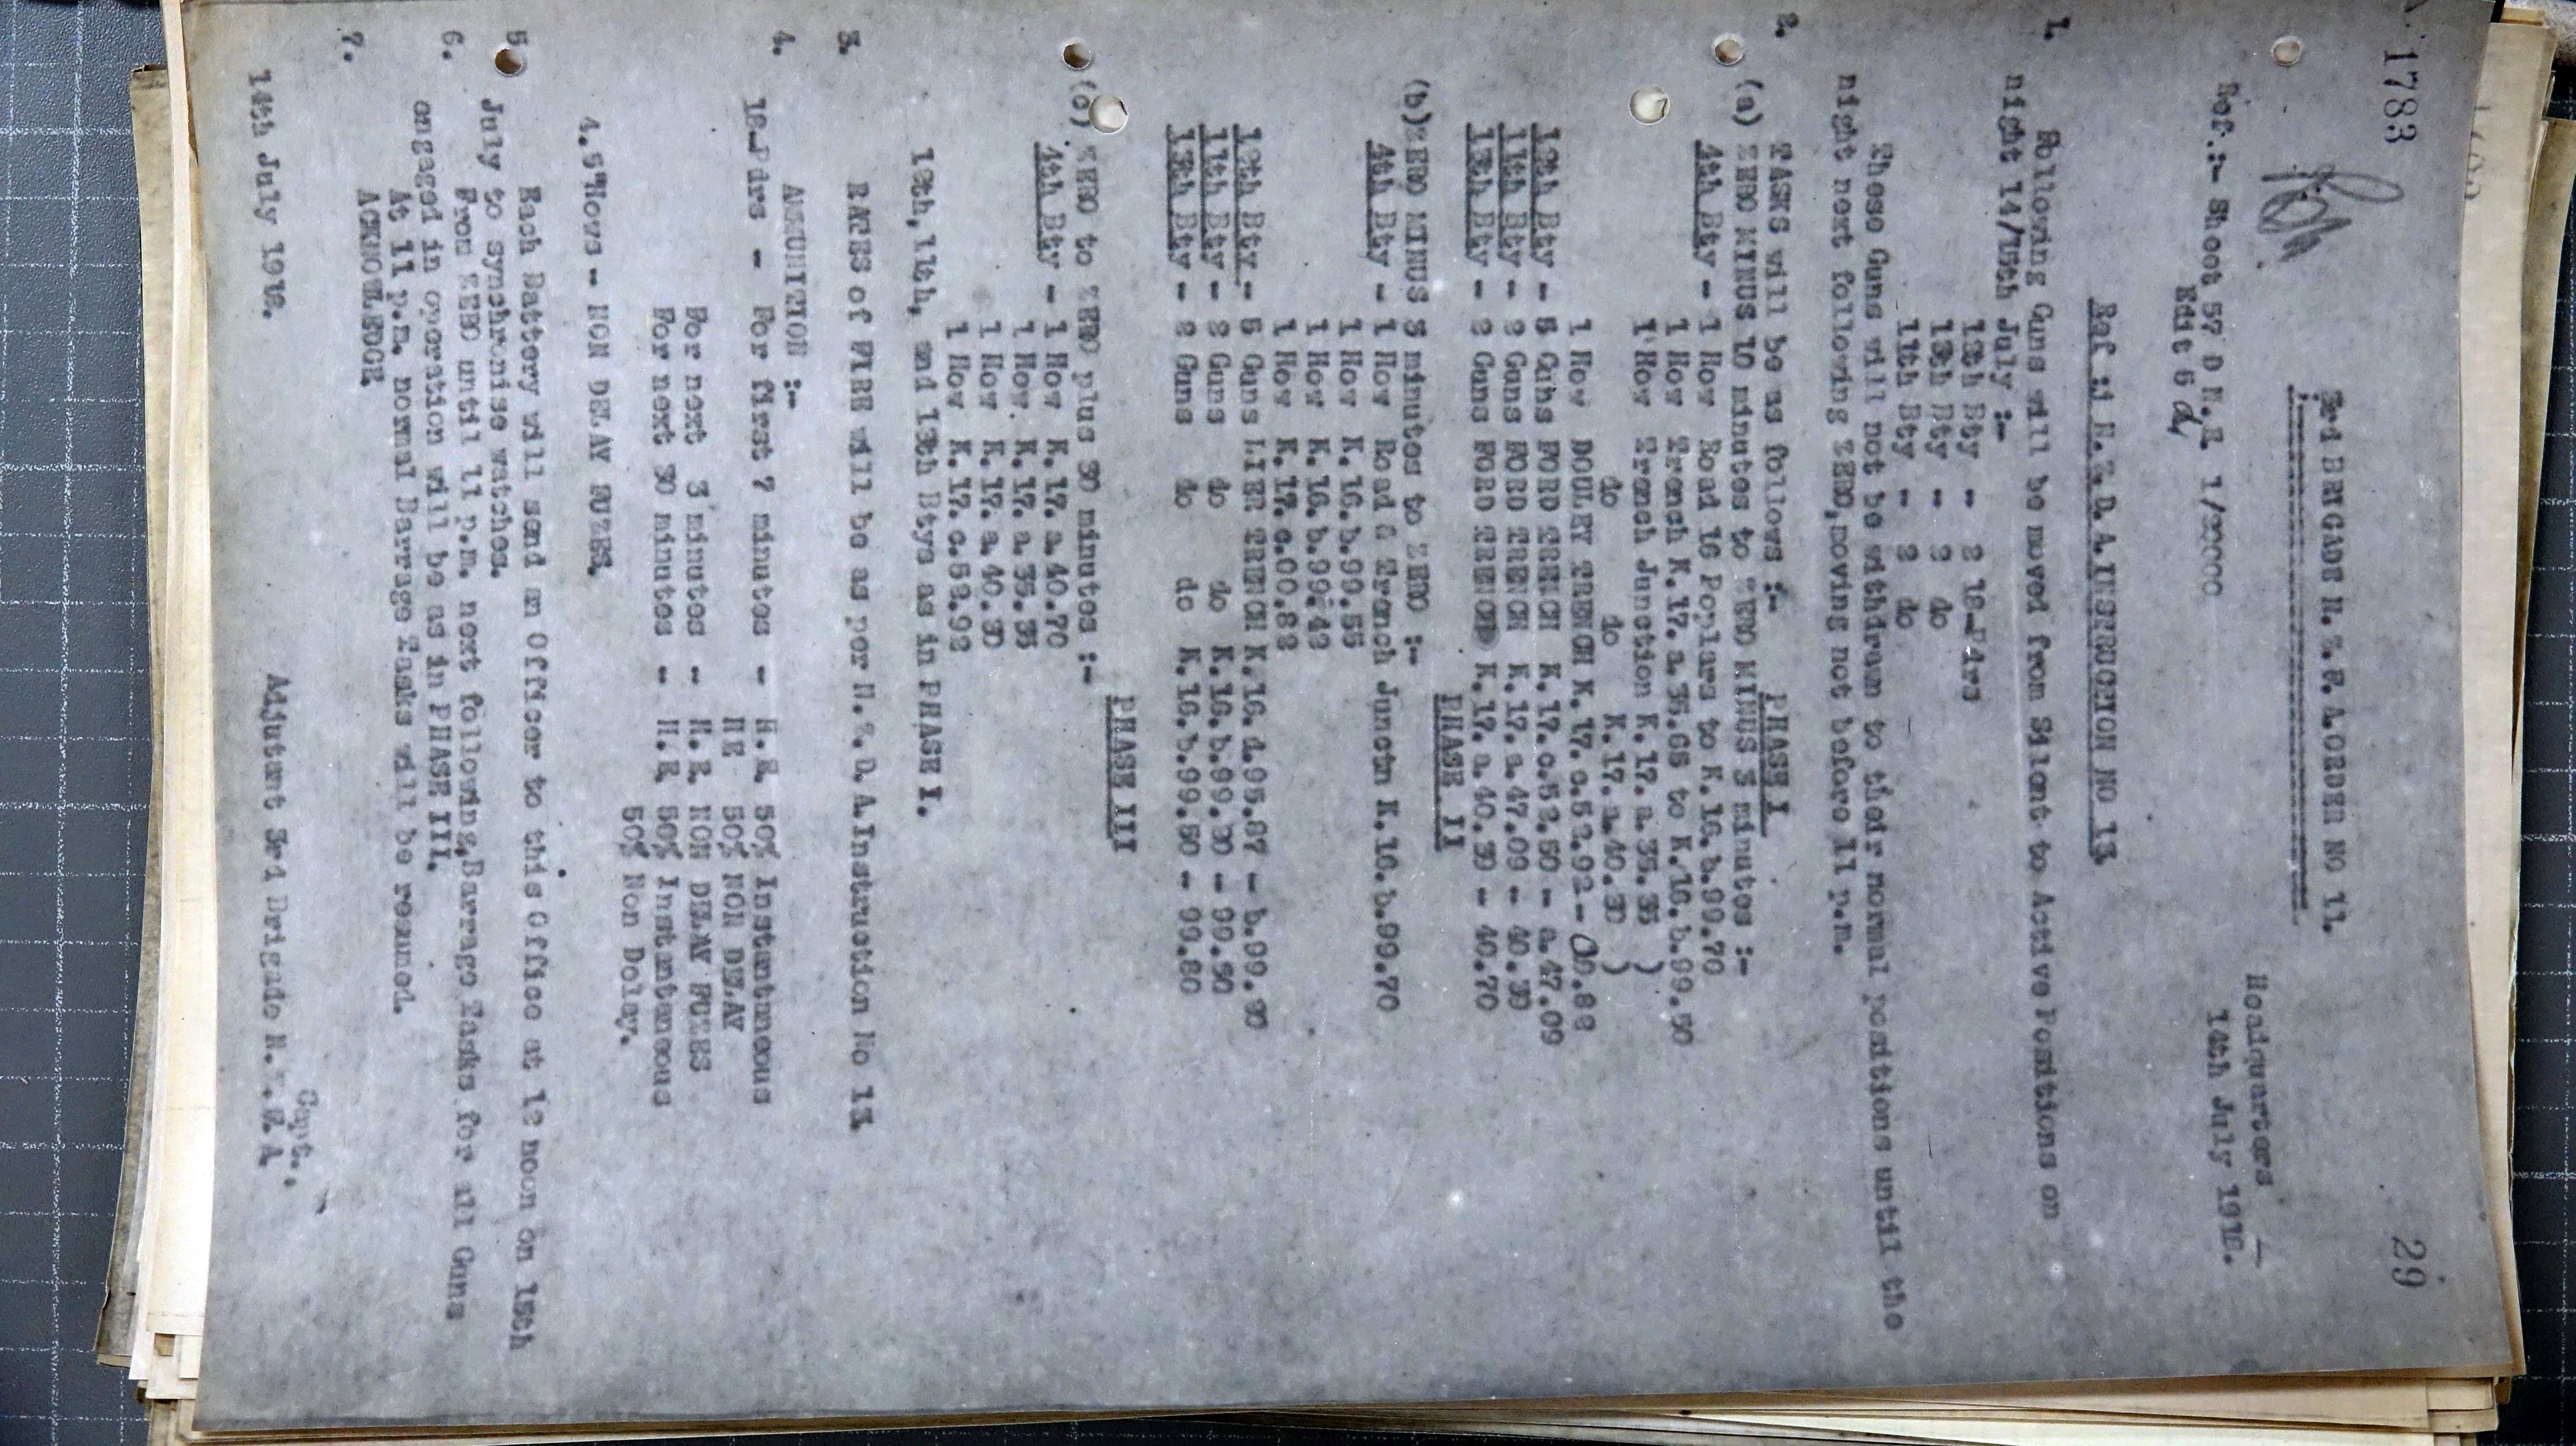 1783
29
3rd BRIGADE N.Z.F.A. ORDER NO 11.
Headquarters
14th July 1918.
Ref:- Sheet 57 D N.E. 1/20000
Edit 5 d,
Ref :- N.Z.D.A. INSTRUCTION NO 13
1. Following Guns will be moved from Silent to Active Positions on
night 14/15th July :-
12th Bty - 2 18-Pdrs
13th Bty - 2 do
11th Bty - 2 do
These Guns will not be withdrawn to their normal positions until the
night next following ZERO, moving not before 11 p.m.
2. TASKS will be as follows :- PHASE I
(a) ZERO MINUS 10 minutes to ZERO MINUS 3 minutes :-
4th Bty - 1 How Road 16 Poplars to K.16.b.99.70
1 How Trench K.17.a.35.65 to K.16.b.99.50
1 How Trench Junction K.17.a.35.35 )
do do K.17.a.40.30 )
1 How DOULEY TRENCH K.17.c.52.92 - 00.82
12th Bty - 5 Guns FORD TRENCH K.17.c.52.50 - a.47.09
11th Bty - 2 Guns FORD TRENCH K.17.a.47.09 - 40.30
13th Bty - 2 Guns FORD TRENCH K.17.a.40.30 - 40.70
PHASE II
(b) ZERO MINUS 3 minutes to ZERO :-
4th Bty - 1 How Road & Trench Junctn K.16.b.99.70
1 How K.16.b.99.55
1 How K.16.b.99.42
1 How K.17.c.00.82
12th Bty - 5 Guns LIER TRENCH K.16.d.95.87 - b.99.30
11th Bty - 2 Guns do do K.16.b.99.30 - 99.50
13th Bty - 2 Guns do do K.16.b.99.50 - 99.80
PHASE III
(c) ZERO to ZERO plus 30 minutes :-
4th Bty - 1 How K.17.a.40.70
1 How K.17.a.35.35
1 How K.17.a.40.30
1 How K.17.c.52.92
12th, 11th, and 13th Btys as in PHASE I.
3. RATES of FIRE will be as per N.Z.D.A. Instruction No 13
4. AMMUNITION :-
18-Pdrs - For first 7 minutes - H.E. 50% Instantaneous
HE 50% NON DELAY
For next 3 minutes - H.E. NON DELAY FUZES
For next 30 minutes - H.E 50% Instantaneous
50% Non Delay.
4.5"Hows - NON DELAY FUZES.
5 Each Battery will send an Officer to this Office at 12 noon on 15th
July to synchronise watches.
6. From ZERO until 11 p.m. next following, Barrage Tasks for all Guns
engaged in operation will be as in PHASE III.
At 11 p.m. normal Barrage Tasks will be resumed.
7. ACKNOWLEDGE
Capt.,
14th July 1918. Adjutant 3rd Brigade N.Z.F.A